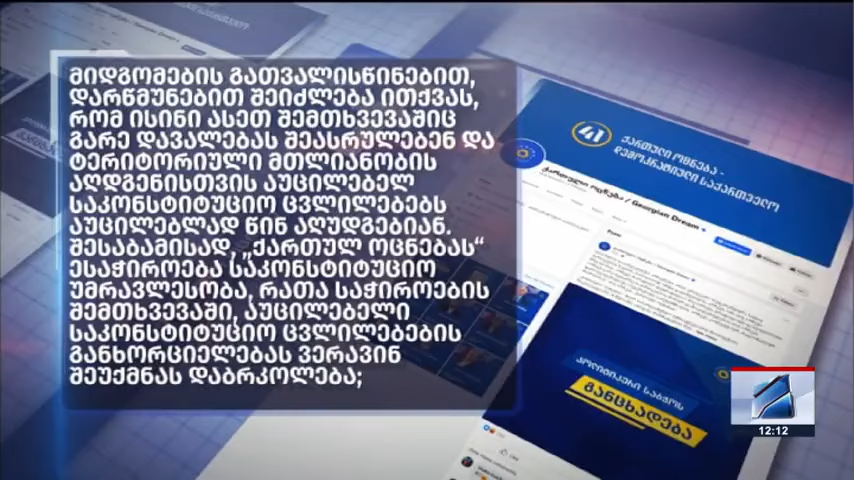 მიდგომების გათვალისწინებით,
დარწმუნებით შეიძლება ითქვას,
რომ ისინი ასეთ შემთხვევაშიც
გარე დავალებას შეასრულებენ და
ტერიტორიული მთლიანობის
აღდგენისთვის აუცილებელ
საკონსტიტუციო ცვლილებებს
აუცილებლად წინ აღუდგებიან.
შესაბამისად, „ქართულ ოცნებას“
ესაჭიროება საკონსტიტუციო
უმრავლესობა, რათა საჭიროების
შემთხვევაში, აუცილებელი
საკონსტიტუციო ცვლილებების
განხორციელებას ვერავინ
შეუქმნას დაბრკოლება;
41
ქართული ოცნება -
დემოკრატიული საქართველო
ქართული ოცნება / Georgian Dream
პოლიტიკური საბჭოს
განცხადება
12:12